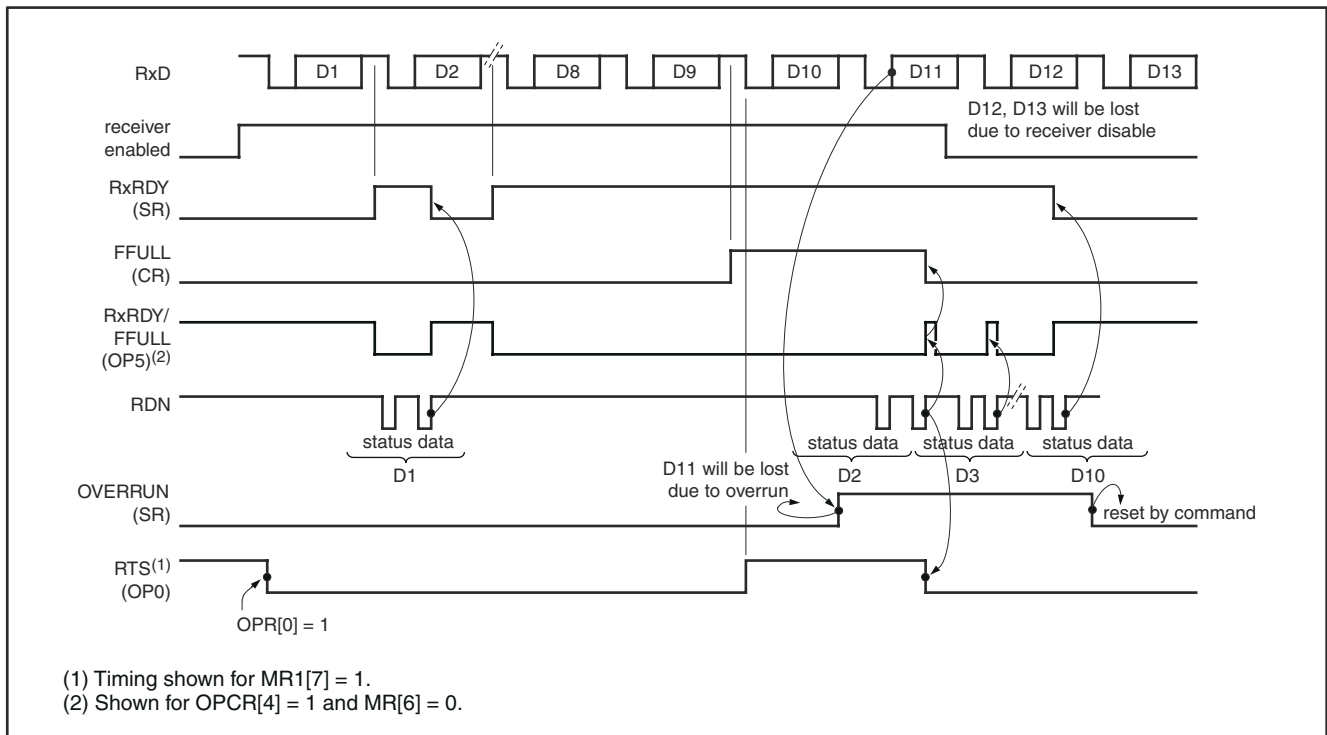 RxD
D1
D2
D8
D9
D10
D11
D12
D13
D12, D13 will be lost
due to receiver disable
receiver
enabled
RxRDY
(SR)
FFULL
(CR)
RxRDY/
FFULL
(OP5)(2)
RDN
status data
D1
status data
D2
status data
D3
status data
D10
D11 will be lost
due to overrun
OVERRUN
(SR)
reset by command
RTS(1)
(OP0)
OPR[0] = 1
(1) Timing shown for MR1[7] = 1.
(2) Shown for OPCR[4] = 1 and MR[6] = 0.